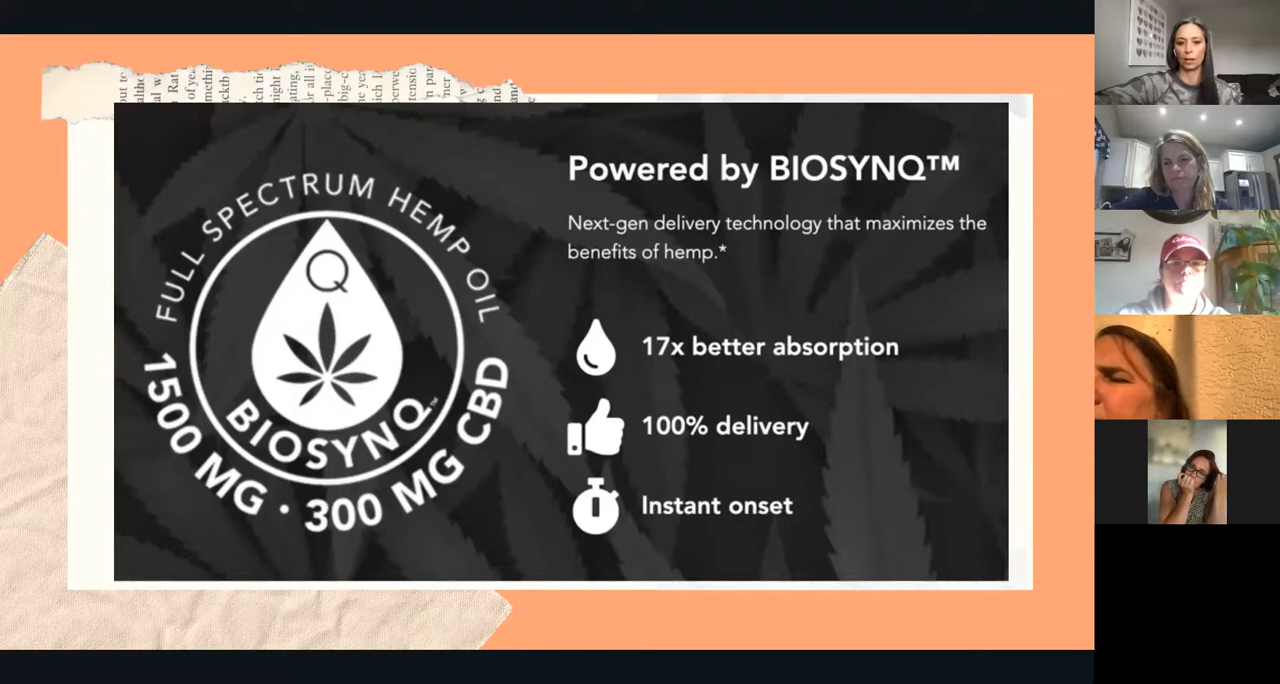 FULL SPECTRUM HEMP OIL
Q
BIOSYNQ™
1500 MG · 300 MG CBD
Powered by BIOSYNQ™
Next-gen delivery technology that maximizes the
benefits of hemp.*
17x better absorption
100% delivery
Instant onset